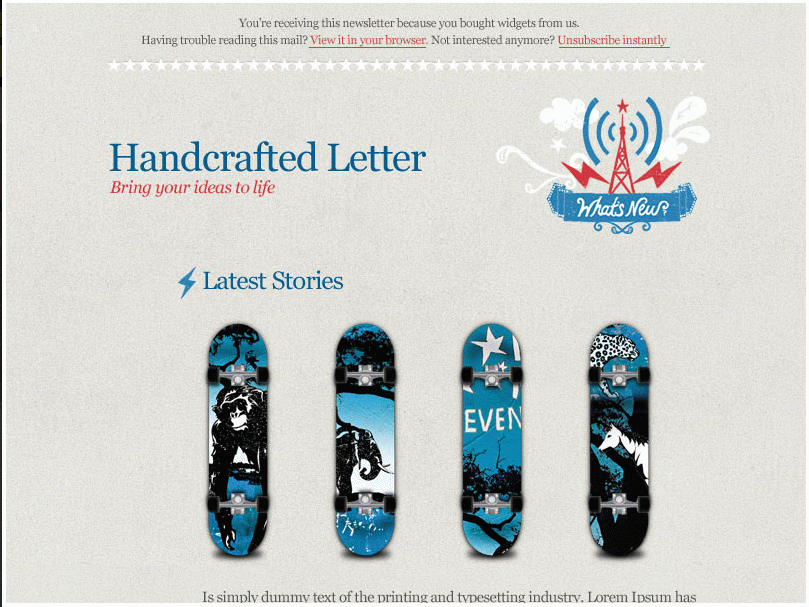 You're receiving this newsletter because you bought widgets from us.
Having trouble reading this mail? View it in your browser. Not interested anymore? Unsubscribe instantly
Handcrafted Letter
Bring your ideas to life
What's New?
Latest Stories
EVEN
Is simply dummy text of the printing and typesetting industry. Lorem Ipsum has